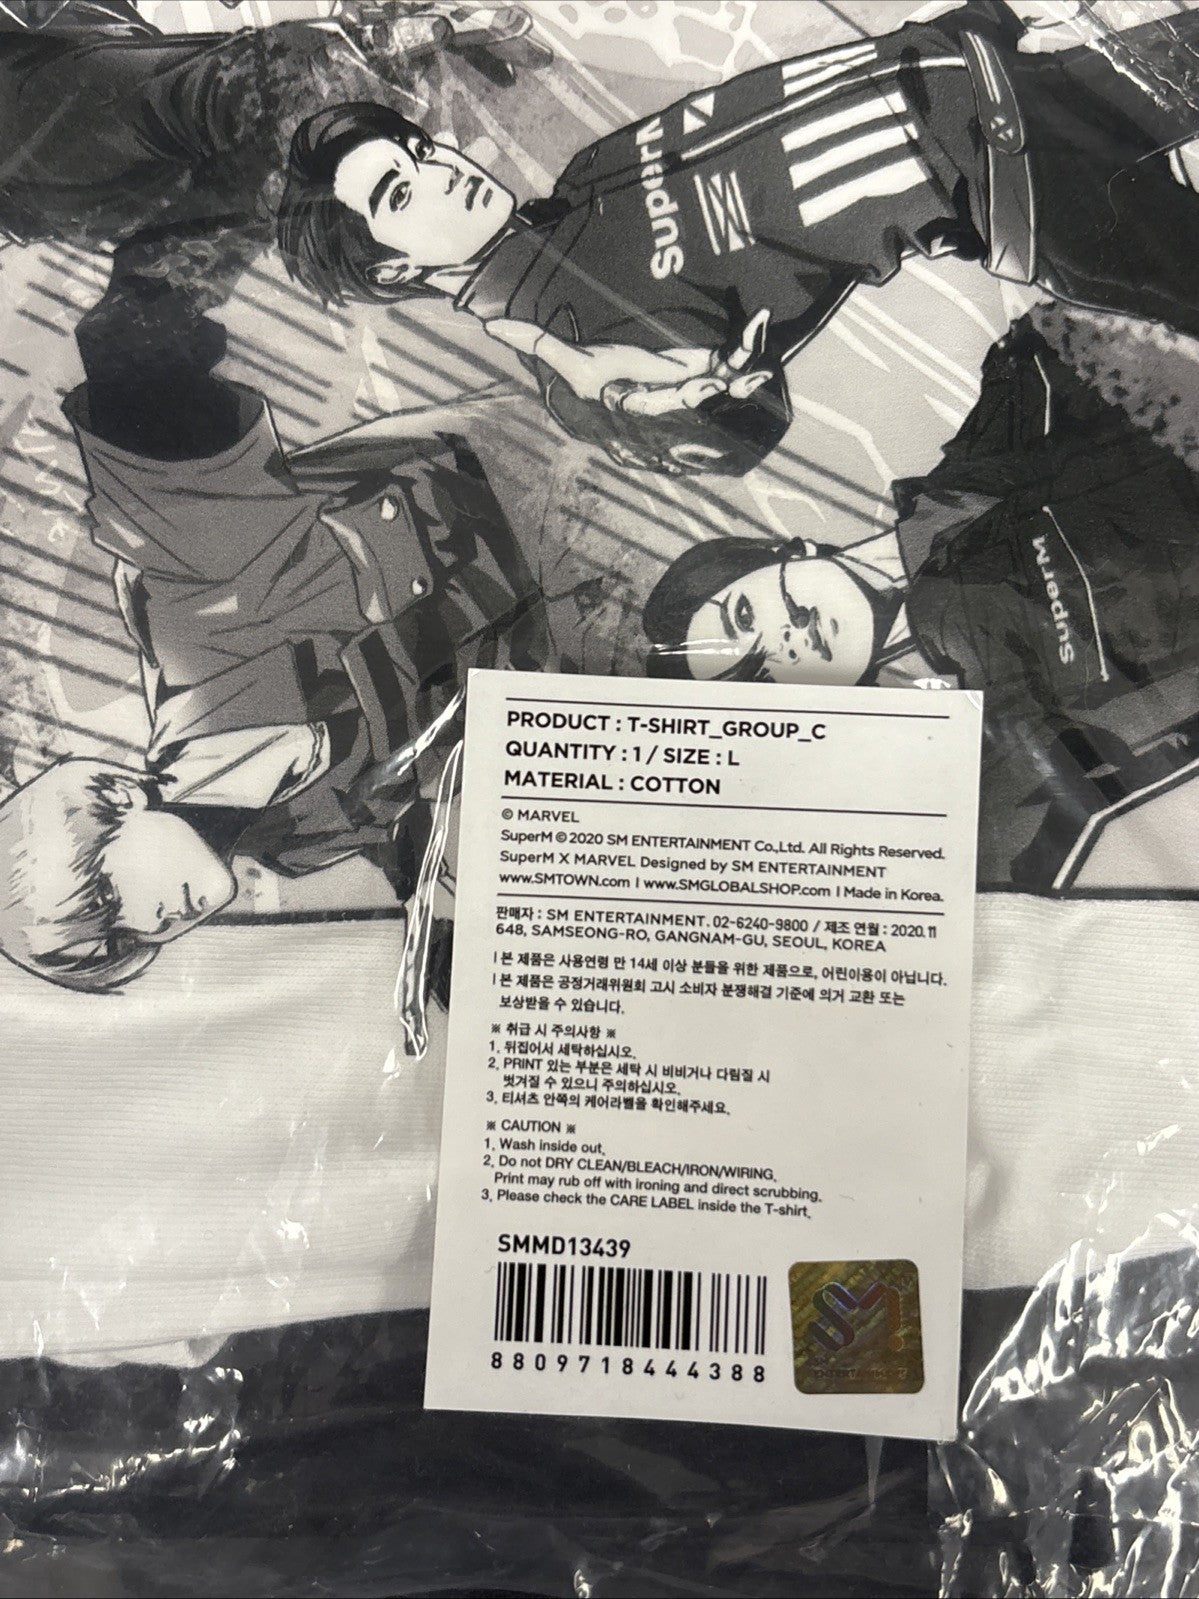 SuperM
SuperM
PRODUCT : T-SHIRT_GROUP_C
QUANTITY : 1 / SIZE : L
MATERIAL : COTTON
© MARVEL
SuperM © 2020 SM ENTERTAINMENT Co.,Ltd. All Rights Reserved.
SuperM X MARVEL Designed by SM ENTERTAINMENT
www.SMTOWN.com I www.SMGLOBALSHOP.com I Made in Korea.
판매자 : SM ENTERTAINMENT. 02-6240-9800 / 제조 연월 : 2020.11
648, SAMSEONG-RO, GANGNAM-GU, SEOUL, KOREA
I 본 제품은 사용연령 만 14세 이상 분들을 위한 제품으로, 어린이용이 아닙니다.
I 본 제품은 공정거래위원회 고시 소비자 분쟁해결 기준에 의거 교환 또는
보상받을 수 있습니다.
※ 취급 시 주의사항 ※
1. 뒤집어서 세탁하십시오.
2. PRINT 있는 부분은 세탁 시 비비거나 다림질 시
벗겨질 수 있으니 주의하십시오.
3. 티셔츠 안쪽의 케어라벨을 확인해주세요.
※ CAUTION ※
1. Wash inside out.
2. Do not DRY CLEAN/BLEACH/IRON/WIRING.
Print may rub off with ironing and direct scrubbing.
3. Please check the CARE LABEL inside the T-shirt.
SMMD13439
8809718444388